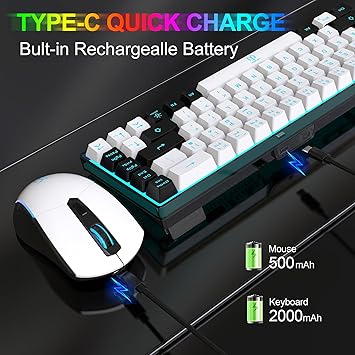 TYPE-C QUICK CHARGE
Bult-in Rechargealle Battery
Mouse
500mAh
Keyboard
2000mAh